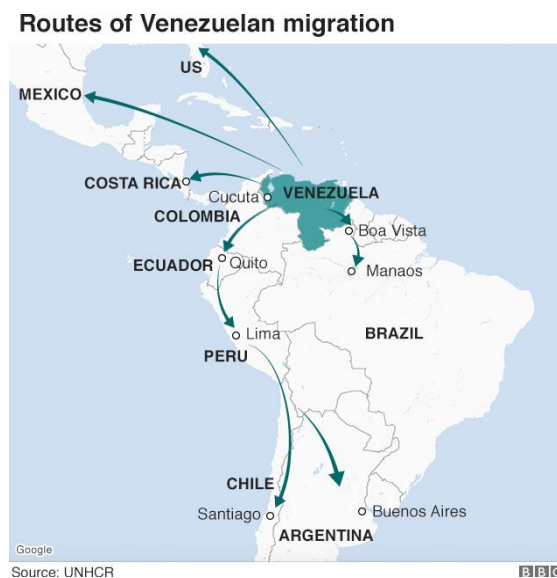 Routes of Venezuelan migration
US
MEXICO
COSTA RICA
Cucuta
VENEZUELA
COLOMBIA
Boa Vista
ECUADOR
Quito
Manaos
Lima
BRAZIL
PERU
CHILE
Santiago
Buenos Aires
ARGENTINA
Google
Source: UNHCR
BBC